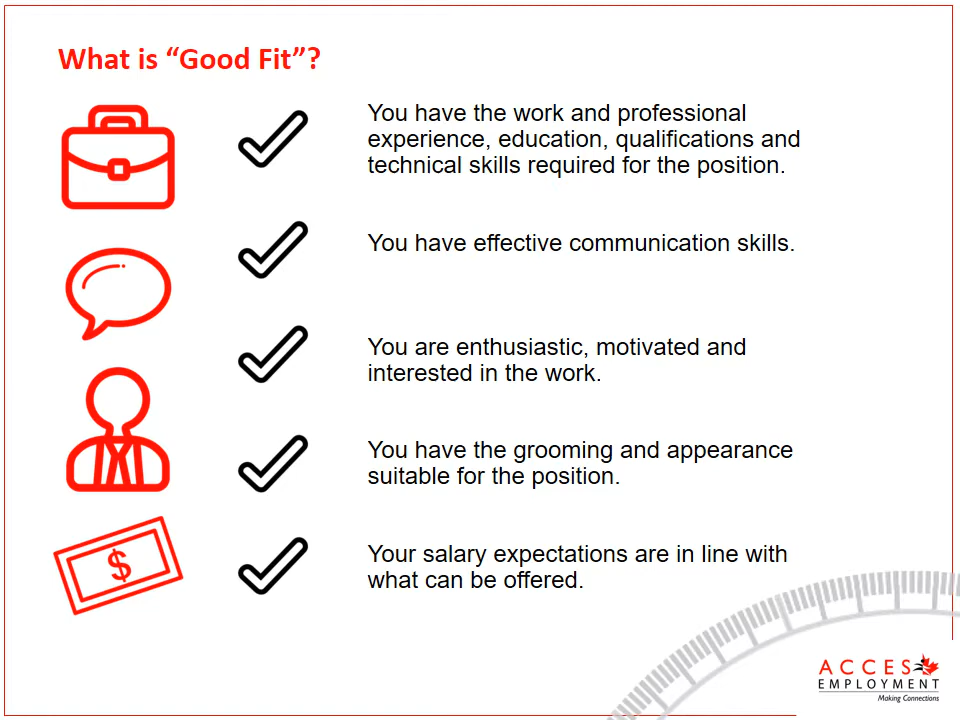 What is “Good Fit”?
You have the work and professional
experience, education, qualifications and
technical skills required for the position.
You have effective communication skills.
You are enthusiastic, motivated and
interested in the work.
You have the grooming and appearance
suitable for the position.
$
Your salary expectations are in line with
what can be offered.
ACCES
EMPLOYMENT
Making Connections